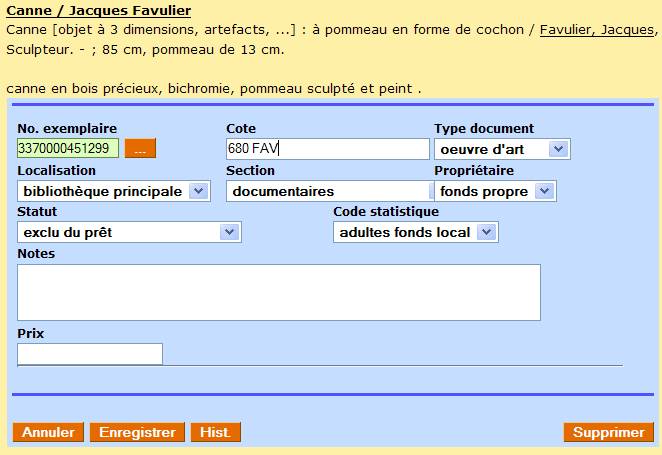 Canne / Jacques Favulier
Canne [objet à 3 dimensions, artefacts, ...] : à pommeau en forme de cochon / Favulier, Jacques,
Sculpteur. - ; 85 cm, pommeau de 13 cm.
canne en bois précieux, bichromie, pommeau sculpté et peint .
No. exemplaire Cote Type document
3370000451299 ... 680 FAV oeuvre d'art
Localisation Section Propriétaire
bibliothèque principale documentaires fonds propre
Statut Code statistique
exclu du prêt adultes fonds local
Notes
Prix
Annuler Enregistrer Hist. Supprimer